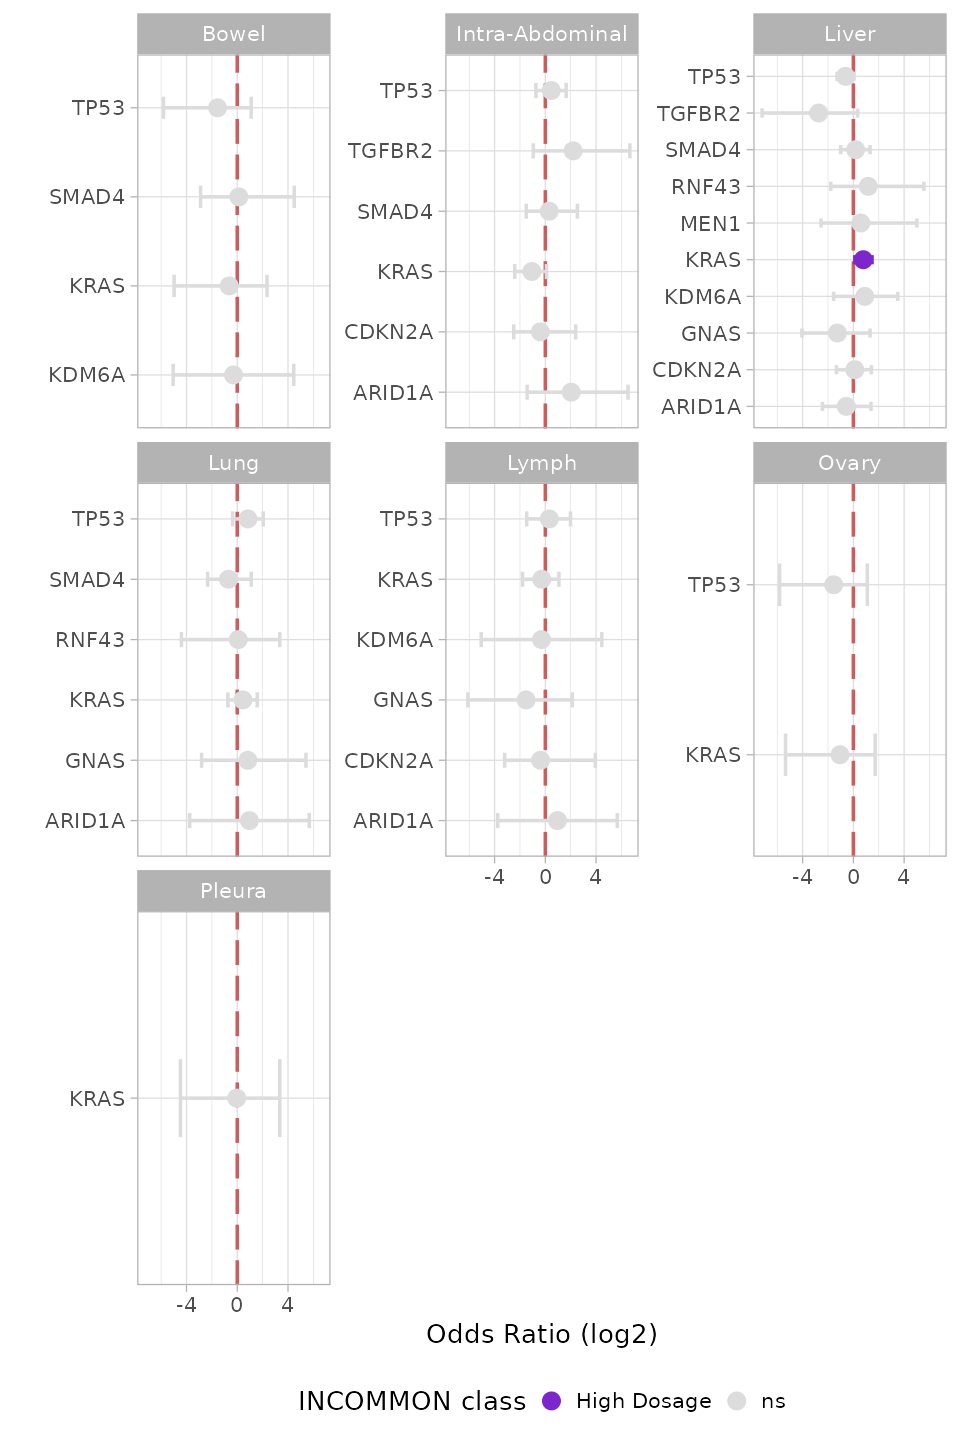 Bowel
TP53
SMAD4
KRAS
KDM6A
Intra-Abdominal
TP53
TGFBR2
SMAD4
KRAS
CDKN2A
ARID1A
Liver
TP53
TGFBR2
SMAD4
RNF43
MEN1
KRAS
KDM6A
GNAS
CDKN2A
ARID1A
Lung
TP53
SMAD4
RNF43
KRAS
GNAS
ARID1A
Lymph
TP53
KRAS
KDM6A
GNAS
CDKN2A
ARID1A
-4 0 4
Ovary
TP53
KRAS
-4 0 4
Pleura
KRAS
-4 0 4
Odds Ratio (log2)
INCOMMON class High Dosage ns